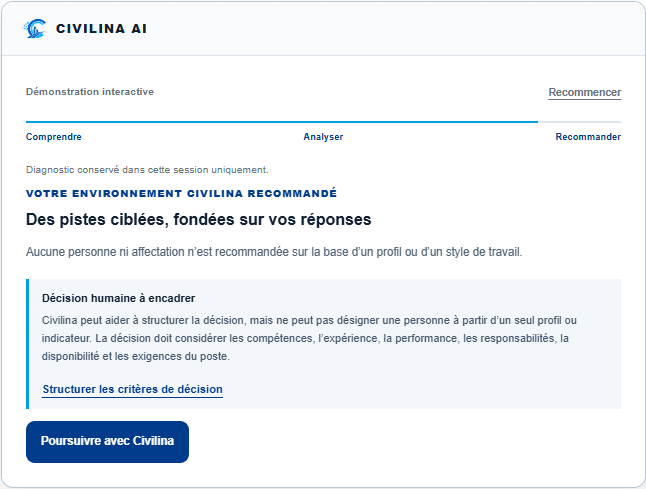 CIVILINA AI
Démonstration interactive
Recommencer
Comprendre
Analyser
Recommander
Diagnostic conservé dans cette session uniquement.
VOTRE ENVIRONNEMENT CIVILINA RECOMMANDÉ
Des pistes ciblées, fondées sur vos réponses
Aucune personne ni affectation n’est recommandée sur la base d’un profil ou d’un style de travail.
Décision humaine à encadrer
Civilina peut aider à structurer la décision, mais ne peut pas désigner une personne à partir d’un seul profil ou
indicateur. La décision doit considérer les compétences, l’expérience, la performance, les responsabilités, la
disponibilité et les exigences du poste.
Structurer les critères de décision
Poursuivre avec Civilina